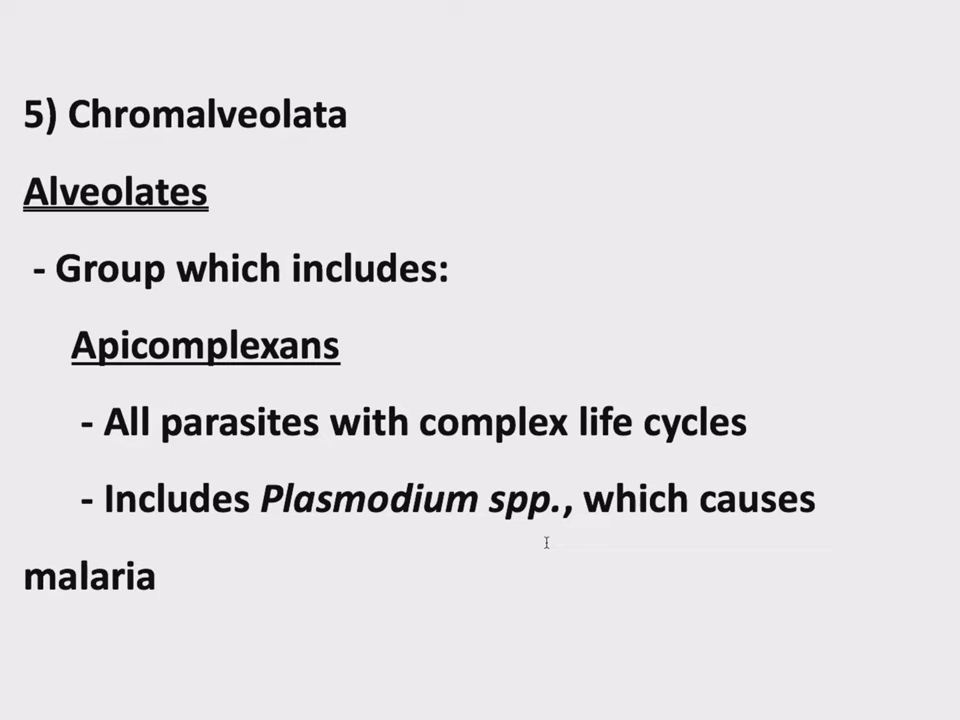 5) Chromalveolata
Alveolates
- Group which includes:
Apicomplexans
- All parasites with complex life cycles
- Includes Plasmodium spp., which causes
malaria